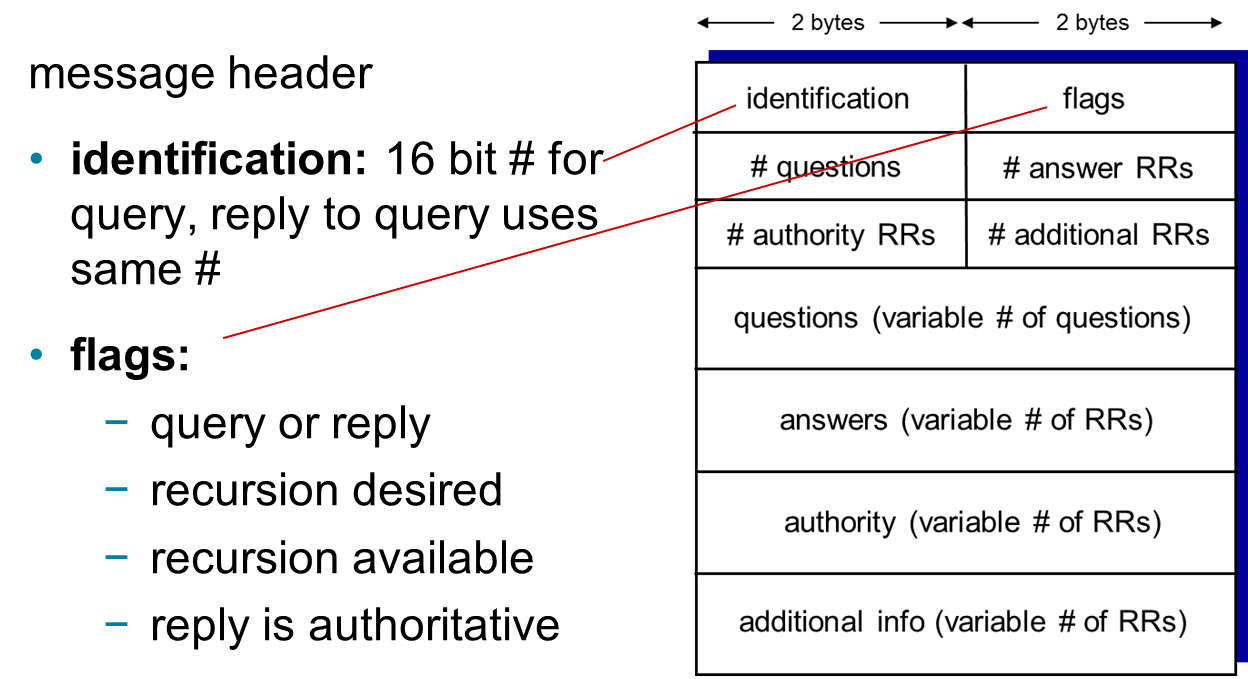 message header
• identification: 16 bit # for
query, reply to query uses
same #
• flags:
− query or reply
− recursion desired
− recursion available
− reply is authoritative
2 bytes 2 bytes
identification flags
# questions # answer RRs
# authority RRs # additional RRs
questions (variable # of questions)
answers (variable # of RRs)
authority (variable # of RRs)
additional info (variable # of RRs)